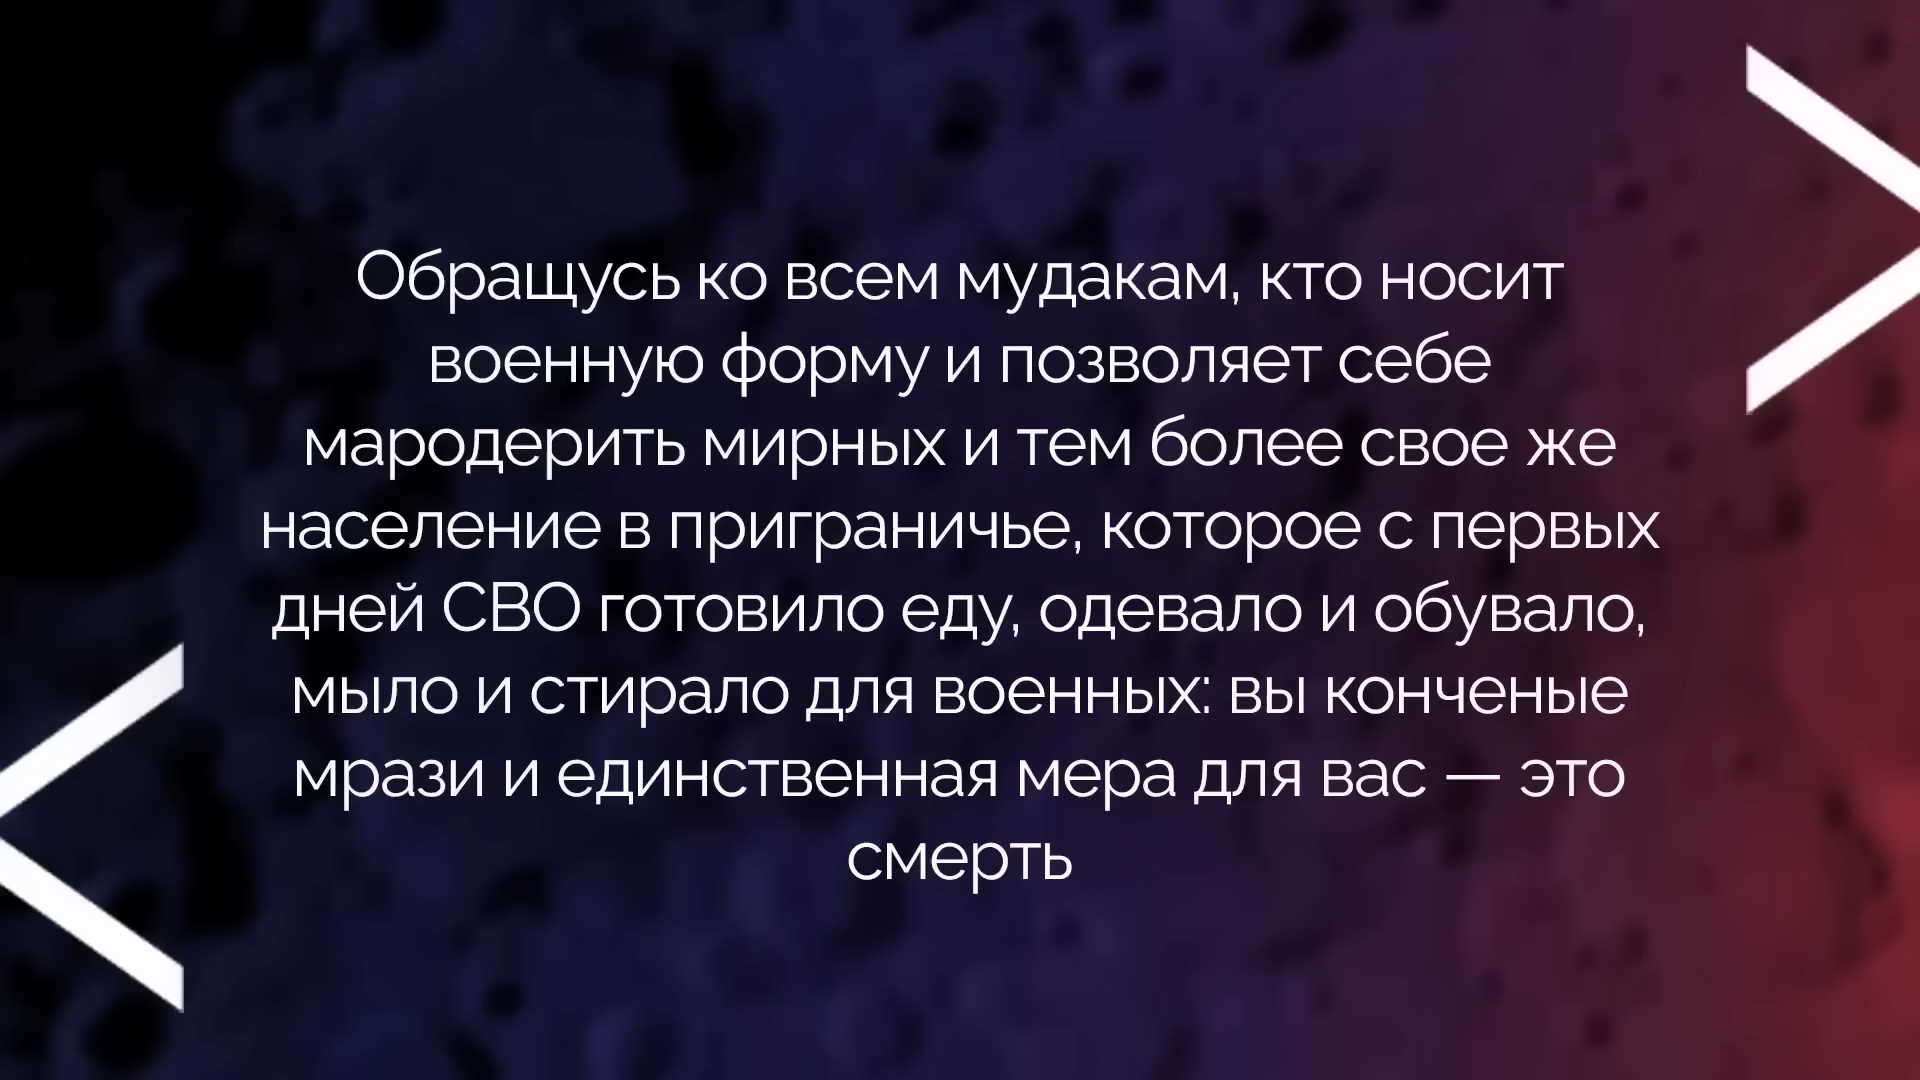 Обращусь ко всем мудакам, кто носит
военную форму и позволяет себе
мародерить мирных и тем более свое же
население в приграничье, которое с первых
дней СВО готовило еду, одевало и обувало,
мыло и стирало для военных: вы конченые
мрази и единственная мера для вас — это
смерть